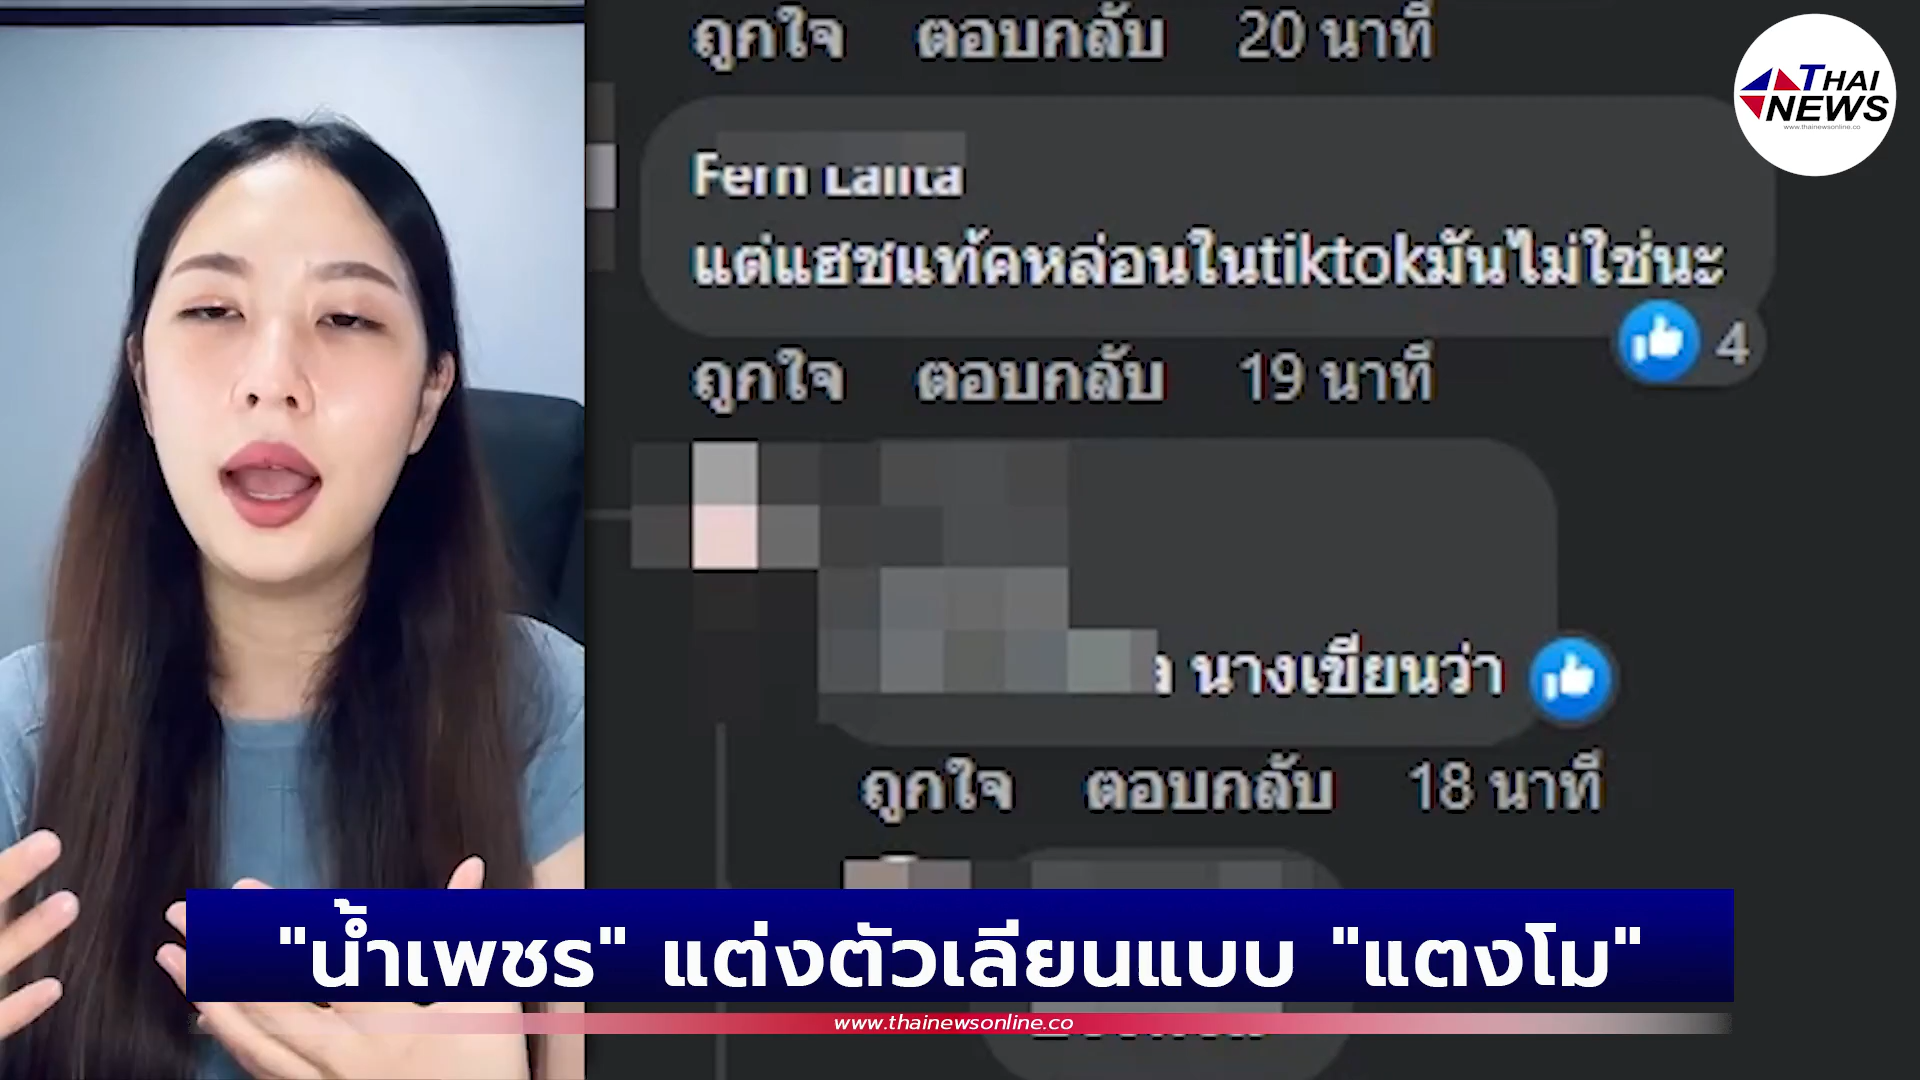 ถูกใจ ตอบกลับ 20 นาที
THAI
NEWS
www.thainewsonline.co
Fern Lalita
แต่แฮชแท้คหล่อนในtiktokมันไม่ใช่นะ
4
ถูกใจ ตอบกลับ 19 นาที
นางเขียนว่า
ถูกใจ ตอบกลับ 18 นาที
"น้ำเพชร" แต่งตัวเลียนแบบ "แตงโม"
www.thainewsonline.co